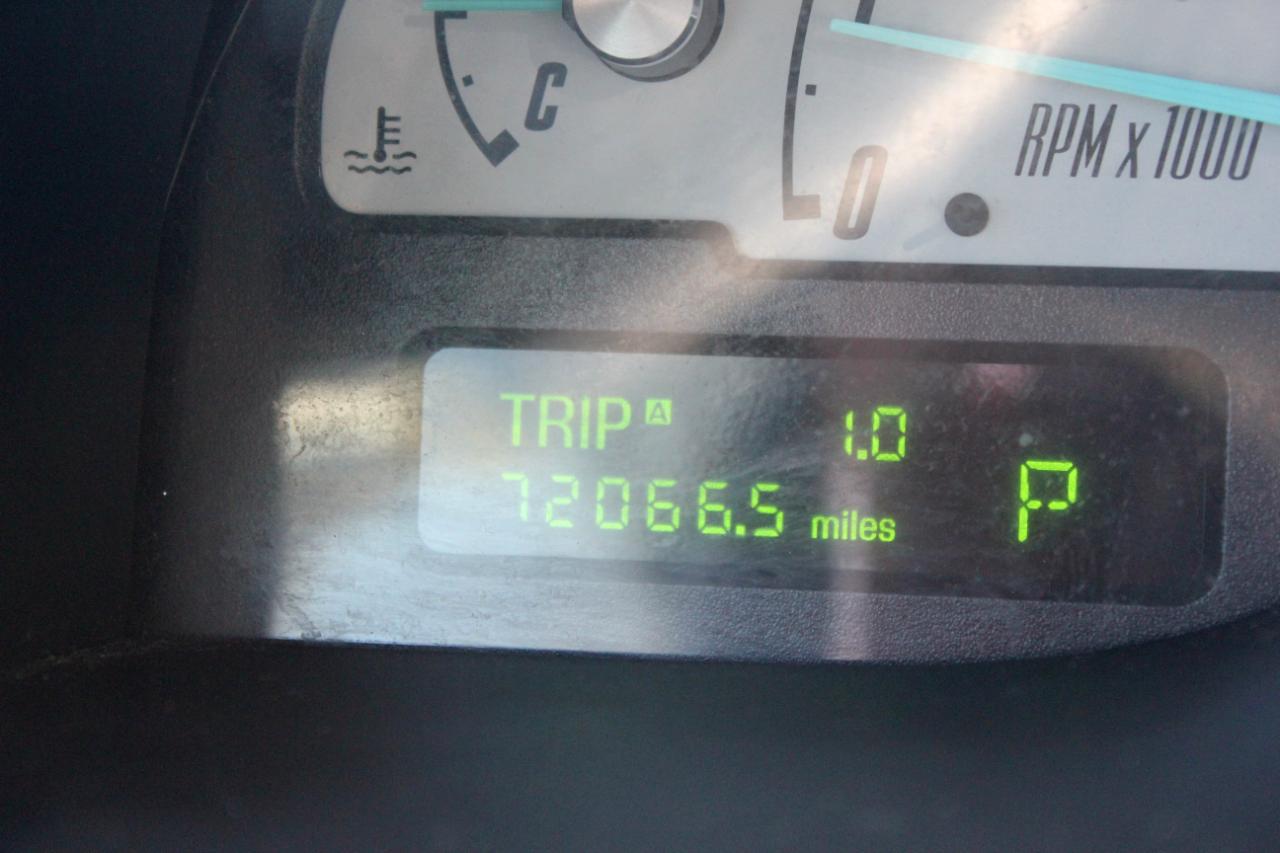 C
RPM x 1000
0
TRIP A 1.0
72066.5 miles
P